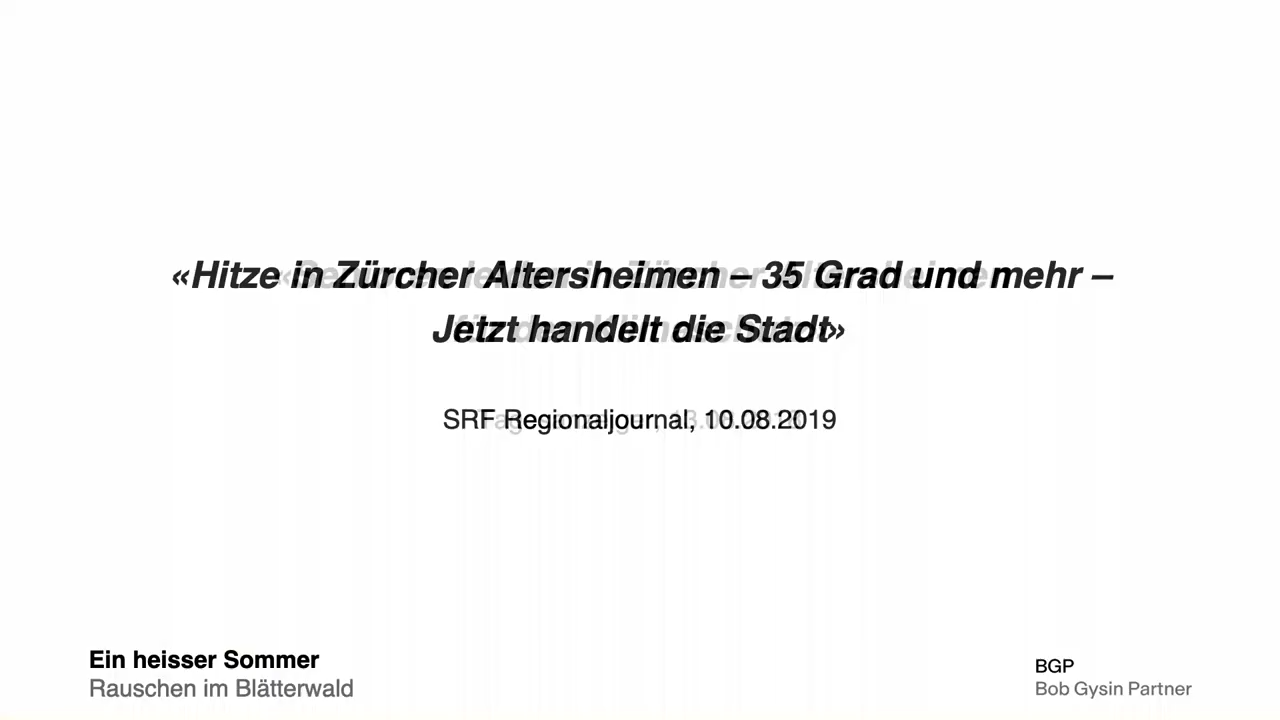 «Hitze in Zürcher Altersheimen – 35 Grad und mehr –
Jetzt handelt die Stadt»
SRF Regionaljournal, 10.08.2019
Ein heisser Sommer
Rauschen im Blätterwald
BGP
Bob Gysin Partner